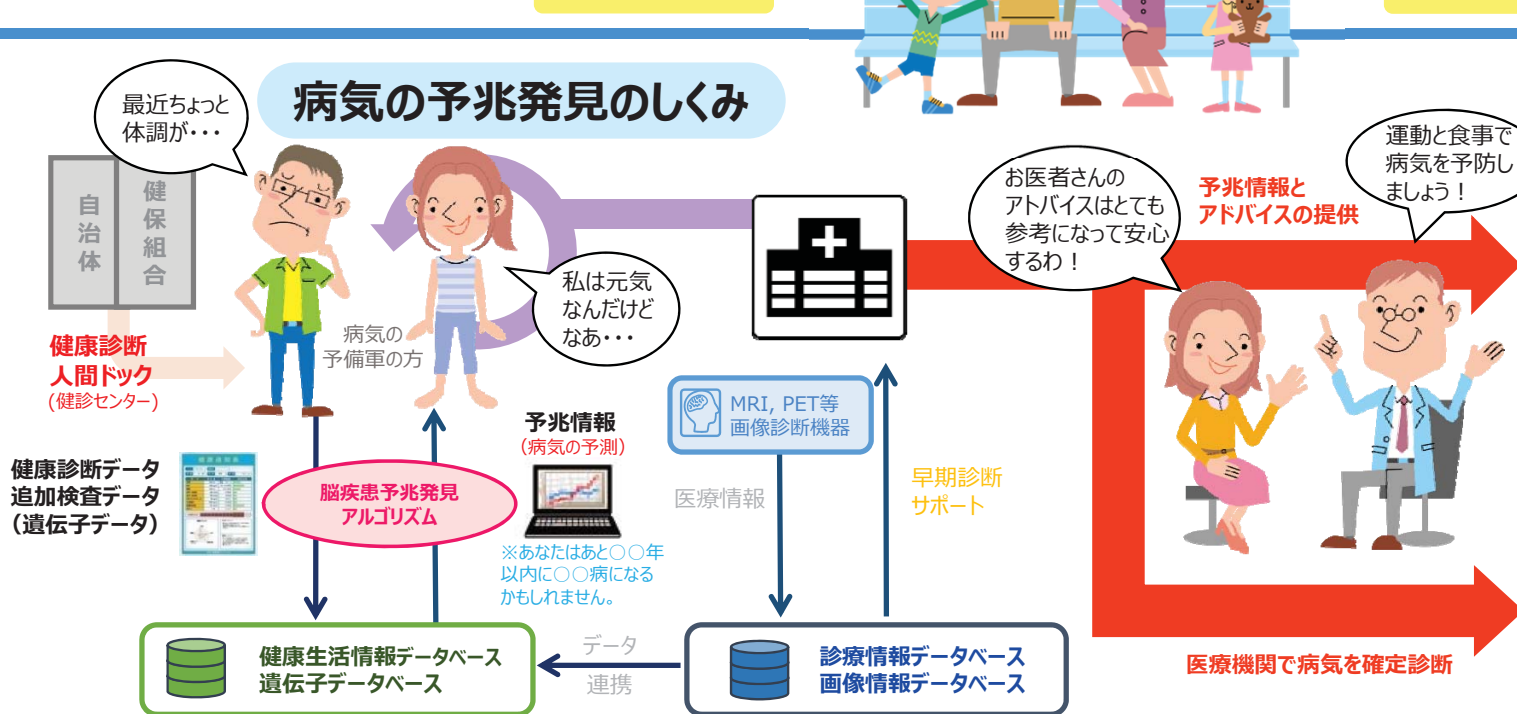 病気の予兆発見のしくみ
最近ちょっと
体調が・・・
自治体
健保組合
健康診断
人間ドック
(健診センター)
病気の
予備軍の方
私は元気
なんだけど
なあ・・・
お医者さんの
アトバイスはとても
参考になって安心
するわ！
予兆情報と
アドバイスの提供
運動と食事で
病気を予防し
ましょう！
健康診断データ
追加検査データ
（遺伝子データ）
脳疾患予兆発見
アルゴリズム
予兆情報
（病気の予測）
※あなたはあと○○年
以内に○○病になる
かもしれません。
MRI, PET等
画像診断機器
医療情報
早期診断
サポート
健康生活情報データベース
遺伝子データベース
データ
連携
診療情報データベース
画像情報データベース
医療機関で病気を確定診断